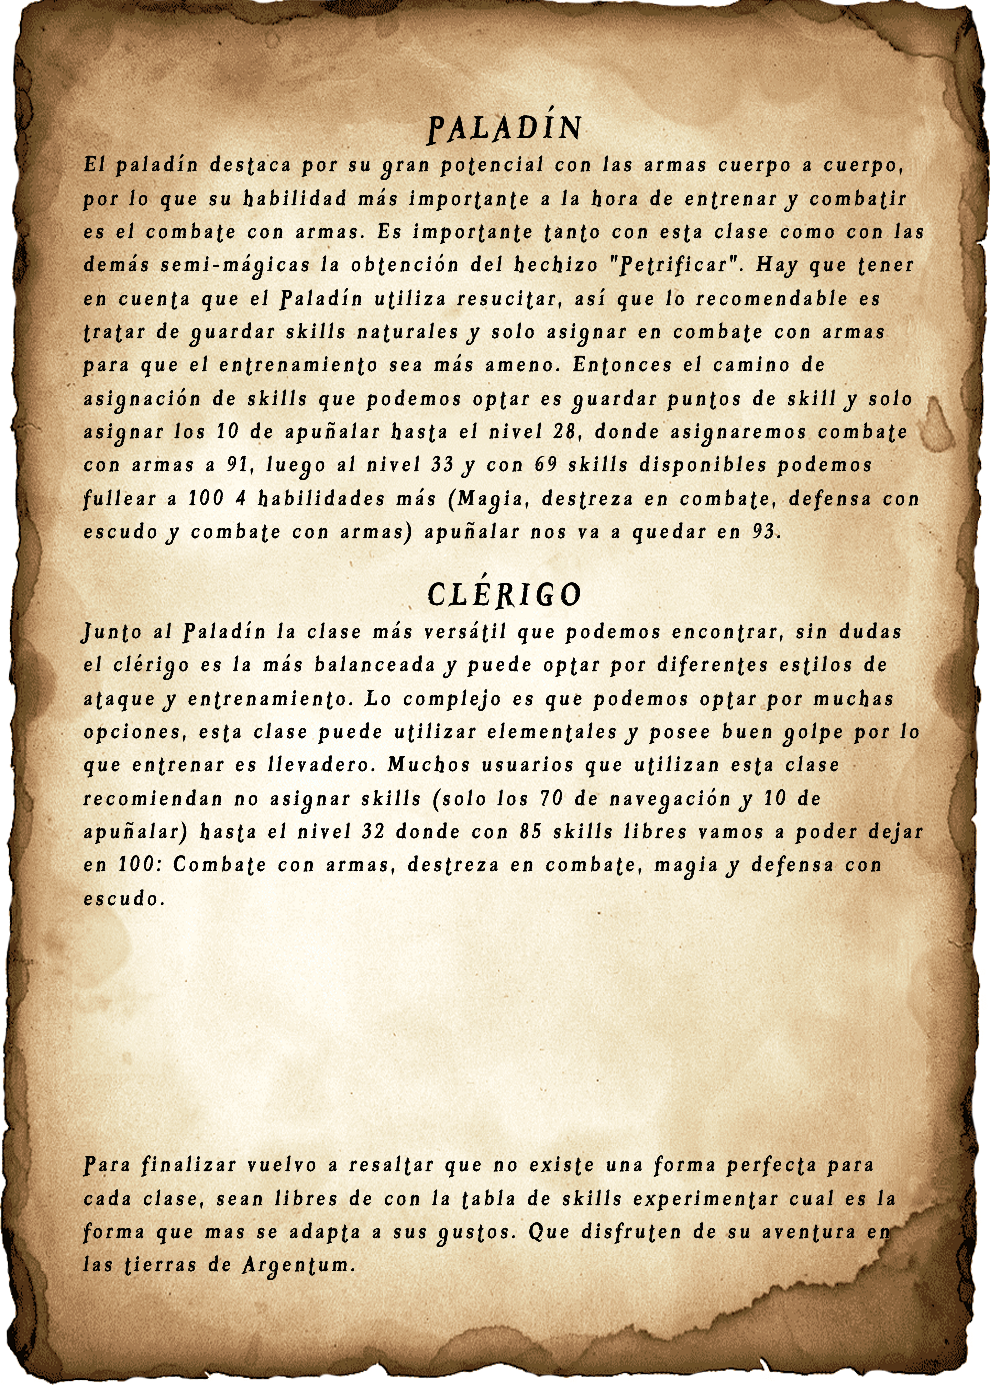 PALADÍN
El paladín destaca por su gran potencial con las armas cuerpo a cuerpo,
por lo que su habilidad más importante a la hora de entrenar y combatir
es el combate con armas. Es importante tanto con esta clase como con las
demás semi-mágicas la obtención del hechizo "Petrificar". Hay que tener
en cuenta que el Paladín utiliza resucitar, así que lo recomendable es
tratar de guardar skills naturales y solo asignar en combate con armas
para que el entrenamiento sea más ameno. Entonces el camino de
asignación de skills que podemos optar es guardar puntos de skill y solo
asignar los 10 de apuñalar hasta el nivel 28, donde asignaremos combate
con armas a 91, luego al nivel 33 y con 69 skills disponibles podemos
fullear a 100 4 habilidades más (Magia, destreza en combate, defensa con
escudo y combate con armas) apuñalar nos va a quedar en 93.
CLÉRIGO
Junto al Paladín la clase más versátil que podemos encontrar, sin dudas
el clérigo es la más balanceada y puede optar por diferentes estilos de
ataque y entrenamiento. Lo complejo es que podemos optar por muchas
opciones, esta clase puede utilizar elementales y posee buen golpe por lo
que entrenar es llevadero. Muchos usuarios que utilizan esta clase
recomiendan no asignar skills (solo los 70 de navegación y 10 de
apuñalar) hasta el nivel 32 donde con 85 skills libres vamos a poder dejar
en 100: Combate con armas, destreza en combate, magia y defensa con
escudo.
Para finalizar vuelvo a resaltar que no existe una forma perfecta para
cada clase, sean libres de con la tabla de skills experimentar cual es la
forma que mas se adapta a sus gustos. Que disfruten de su aventura en
las tierras de Argentum.